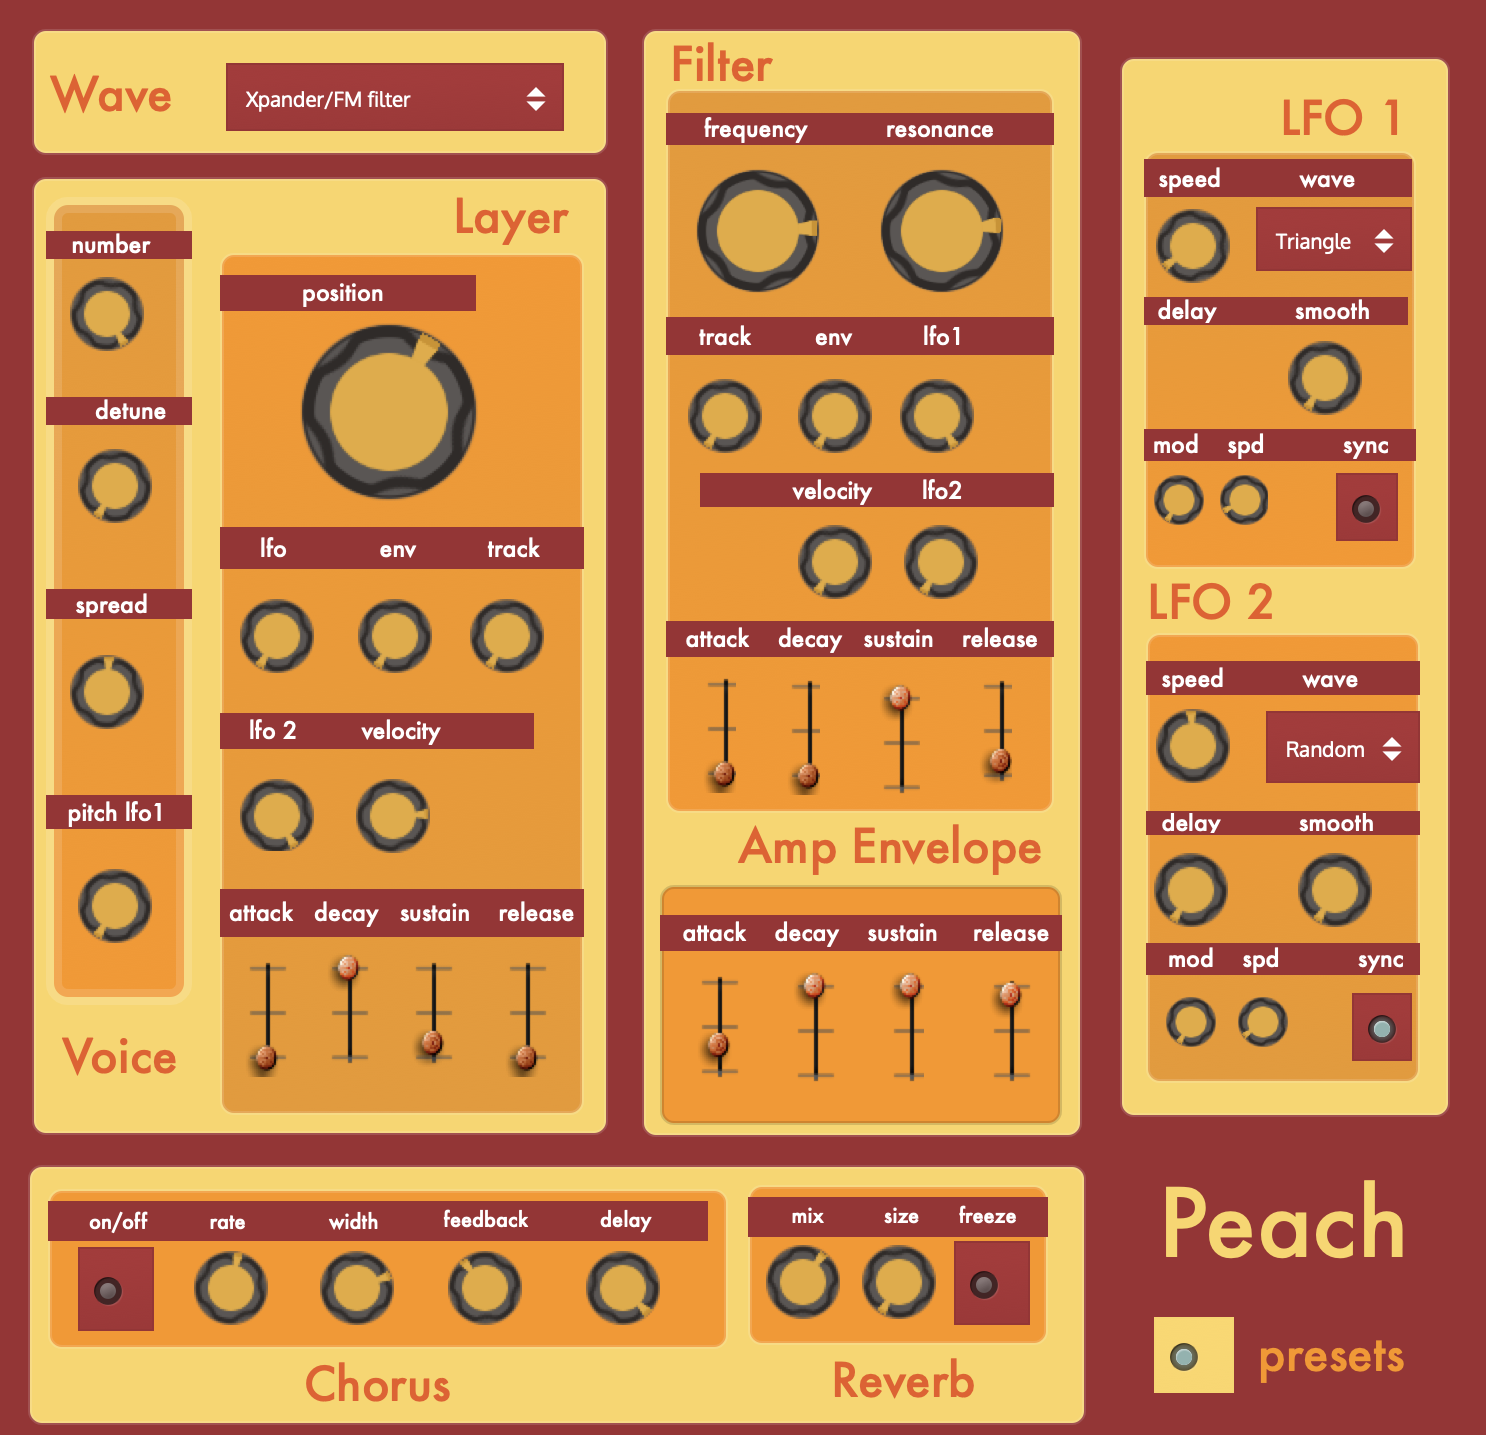 Wave
Xpander/FM filter
Layer
number
detune
spread
pitch lfo1
Voice
position
lfo env track
lfo 2 velocity
attack decay sustain release
Filter
frequency resonance
track env lfo1
velocity lfo2
attack decay sustain release
Amp Envelope
attack decay sustain release
LFO 1
speed wave
Triangle
delay smooth
mod spd sync
LFO 2
speed wave
Random
delay smooth
mod spd sync
on/off rate width feedback delay
Chorus
mix size freeze
Reverb
Peach
presets